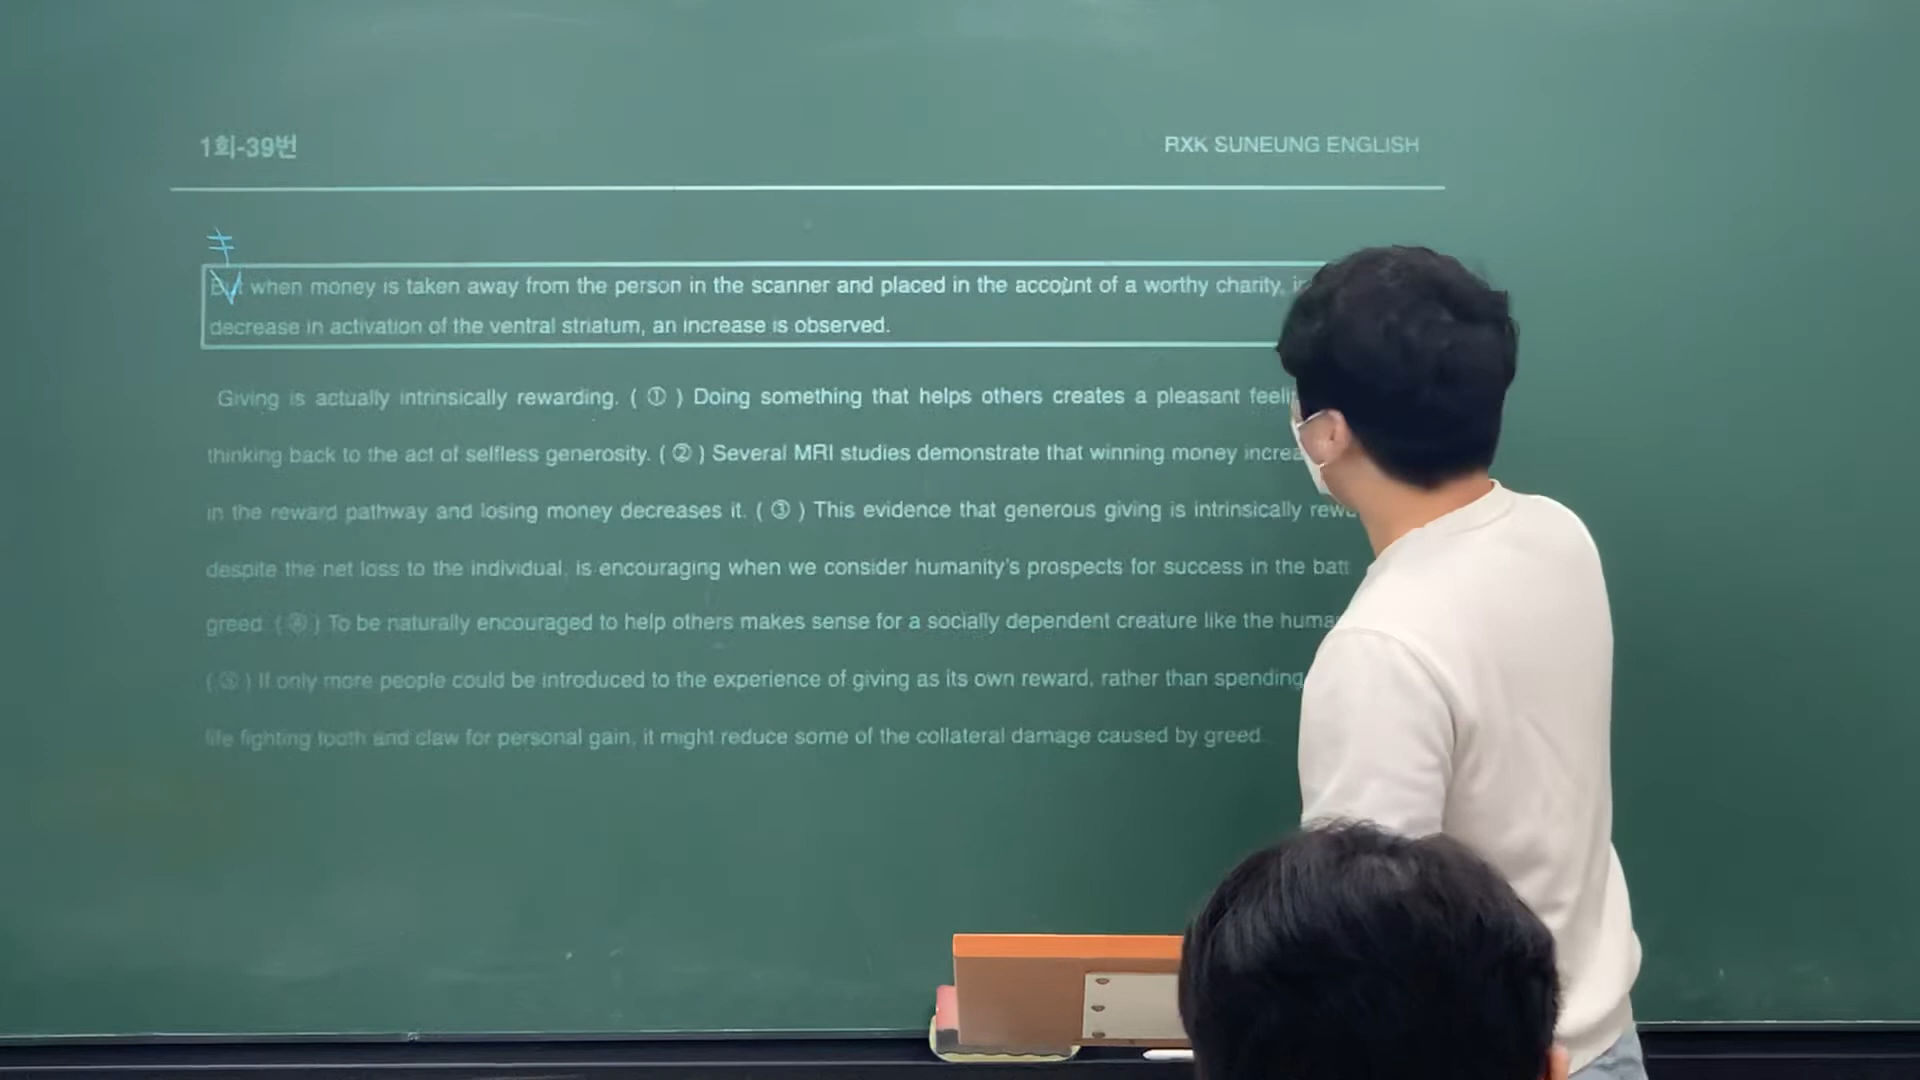 1회-39번
RXK SUNEUNG ENGLISH
But when money is taken away from the person in the scanner and placed in the account of a worthy charity,
decrease in activation of the ventral striatum, an increase is observed.
Giving is actually intrinsically rewarding. ( ① ) Doing something that helps others creates a pleasant
thinking back to the act of selfless generosity. ( ② ) Several MRI studies demonstrate that winning money
in the reward pathway and losing money decreases it. ( ③ ) This evidence that generous giving is intrinsically
despite the net loss to the individual, is encouraging when we consider humanity's prospects for success in the
greed. ( ④ ) To be naturally encouraged to help others makes sense for a socially dependent creature like the
( ⑤ ) If only more people could be introduced to the experience of giving as its own reward, rather than spending
life fighting tooth and claw for personal gain, it might reduce some of the collateral damage caused by greed.